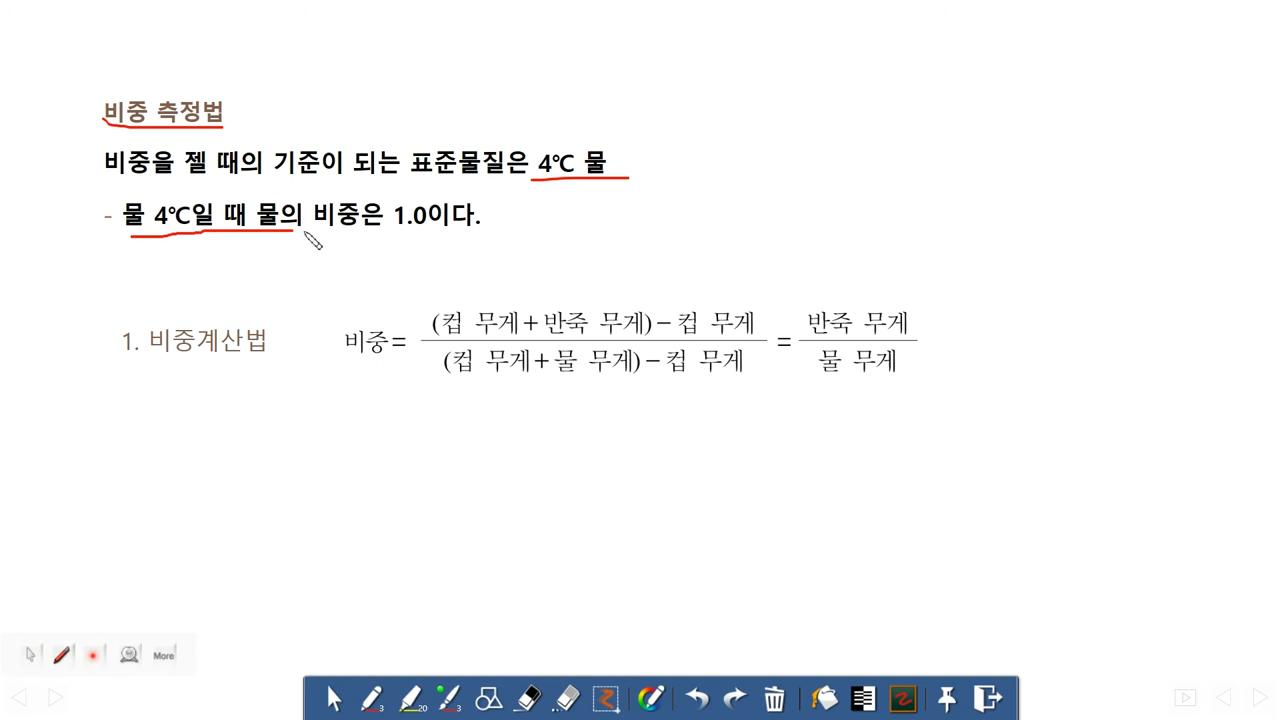 비중 측정법
비중을 젤 때의 기준이 되는 표준물질은 4℃ 물
- 물 4℃일 때 물의 비중은 1.0이다.
1. 비중계산법 비중= (컵 무게+반죽 무게)-컵 무게 / (컵 무게+물 무게)-컵 무게 = 반죽 무게 / 물 무게
More
3 20 3